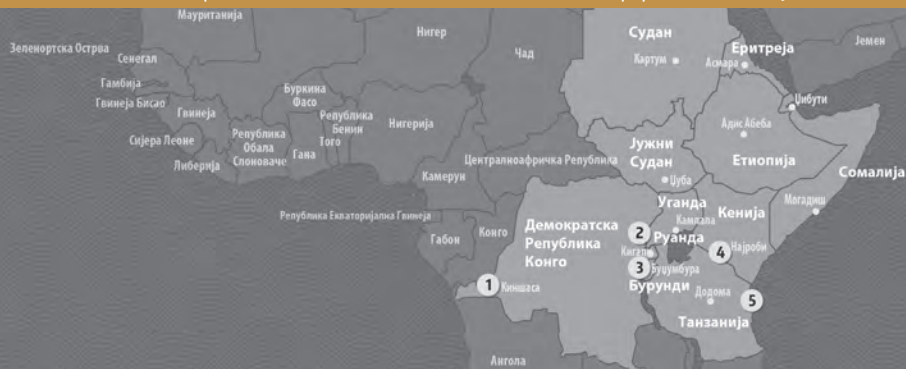 Мауританија
Нигер
Судан
Зеленортска Острва
Сенегал
Чад
Картум
Еритреја
Асмара
Јемен
Гамбија
Гвинеја Бисао
Гвинеја
Буркина
Фасо
Џибути
Сијера Леоне
Република
Обала
Слоноваче
Гана
Република
Бенин
Того
Нигерија
Адис Абеба
Либерија
Камерун
Централноафричка Република
Јужни
Судан
Џуба
Етиопија
Сомалија
Могадиш
Република Екваторијална Гвинеја
Габон
Конго
Демократска
Република
Конго
Уганда
Кампала
Кенија
2
Руанда
Кигали
4 Најроби
3 Буџумбура
Бурунди
1 Киншаса
Додома
5
Танзанија
Ангола